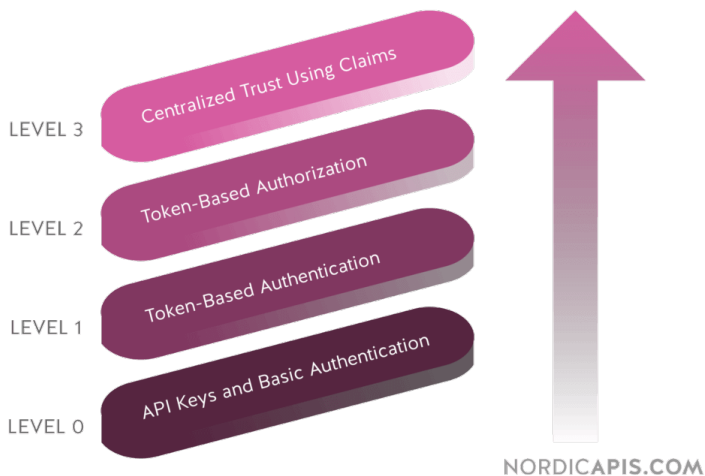 Centralized Trust Using Claims
LEVEL 3
Token-Based Authorization
LEVEL 2
Token-Based Authentication
LEVEL 1
API Keys and Basic Authentication
LEVEL 0
NORDICAPIS.COM